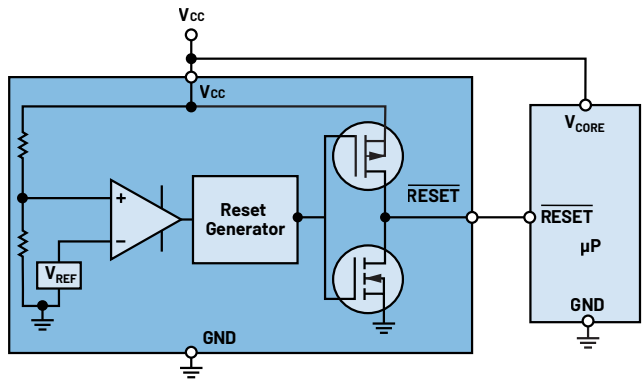 VCC
VCC
VCORE
+
−
Reset
Generator
RESET
RESET
μP
VREF
GND
GND